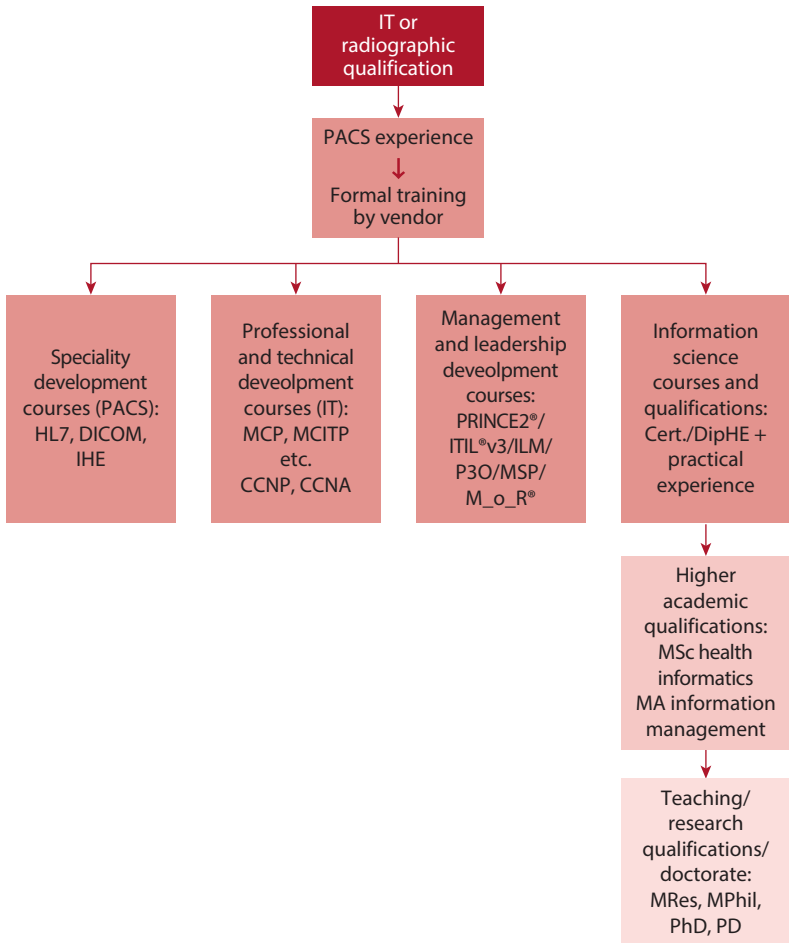 IT or
radiographic
qualification
PACS experience
Formal training
by vendor
Speciality
development
courses (PACS):
HL7, DICOM,
IHE
Professional
and technical
deveolpment
courses (IT):
MCP, MCITP
etc.
CCNP, CCNA
Management
and leadership
deveolpment
courses:
PRINCE2®/
ITIL®v3/ILM/
P3O/MSP/
M_o_R®
Information
science
courses and
qualifications:
Cert./DipHE +
practical
experience
Higher
academic
qualifications:
MSc health
informatics
MA information
management
Teaching/
research
qualifications/
doctorate:
MRes, MPhil,
PhD, PD